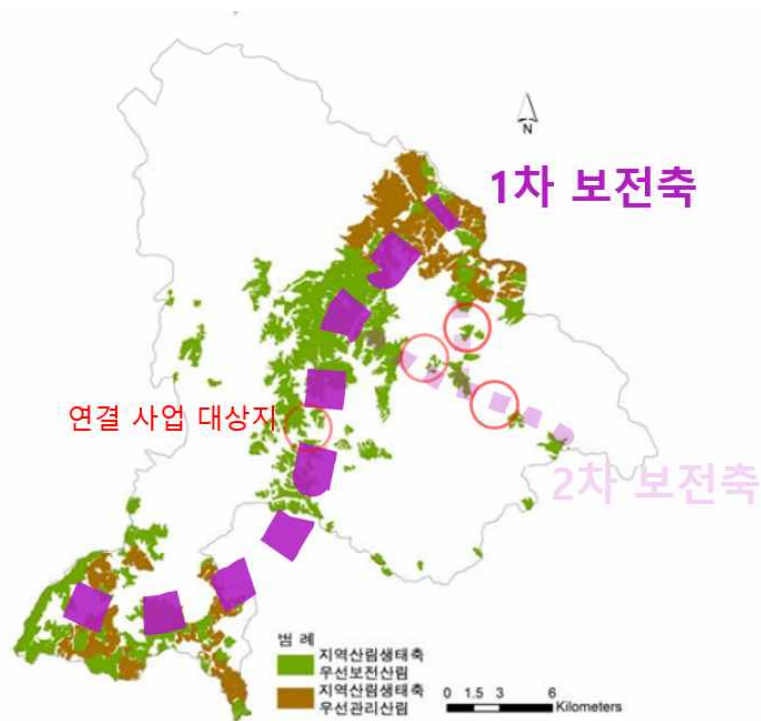 N
1차 보전축
연결 사업 대상지
2차 보전축
범 례
지역산림생태축
우선보전산림
지역산림생태축
우선관리산림
0 1.5 3 6
Kilometers